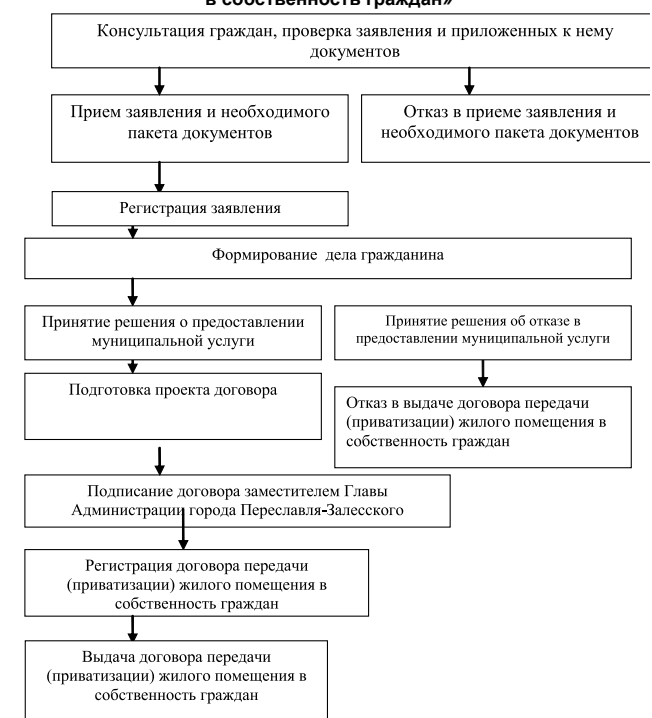 в собственность граждан»
Консультация граждан, проверка заявления и приложенных к нему
документов
Прием заявления и необходимого
пакета документов
Отказ в приеме заявления и
необходимого пакета документов
Регистрация заявления
Формирование дела гражданина
Принятие решения о предоставлении
муниципальной услуги
Принятие решения об отказе в
предоставлении муниципальной услуги
Подготовка проекта договора
Отказ в выдаче договора передачи
(приватизации) жилого помещения в
собственность граждан
Подписание договора заместителем Главы
Администрации города Переславля-Залесского
Регистрация договора передачи
(приватизации) жилого помещения в
собственность граждан
Выдача договора передачи
(приватизации) жилого помещения в
собственность граждан